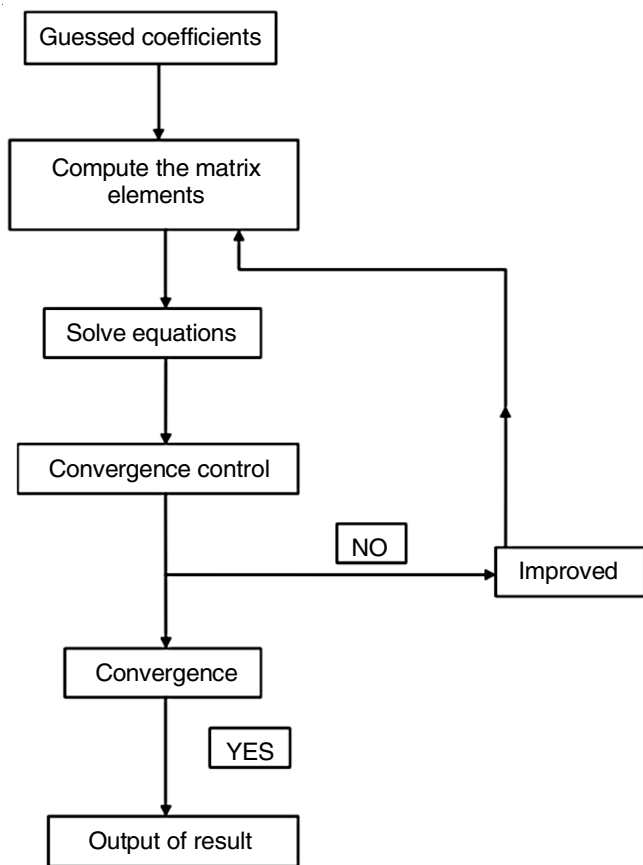 Guessed coefficients
Compute the matrix
elements
Solve equations
Convergence control
NO
Improved
Convergence
YES
Output of result